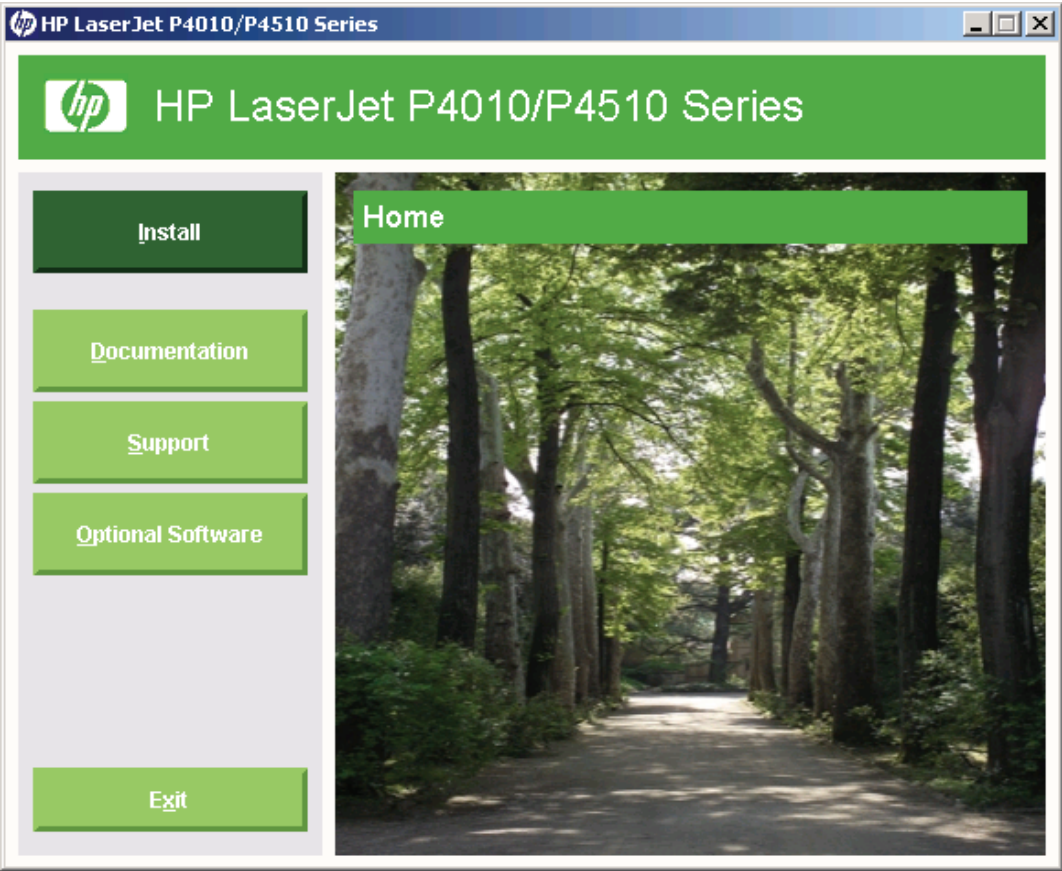 HP LaserJet P4010/P4510 Series
hp HP LaserJet P4010/P4510 Series
Install
Home
Documentation
Support
Optional Software
Exit